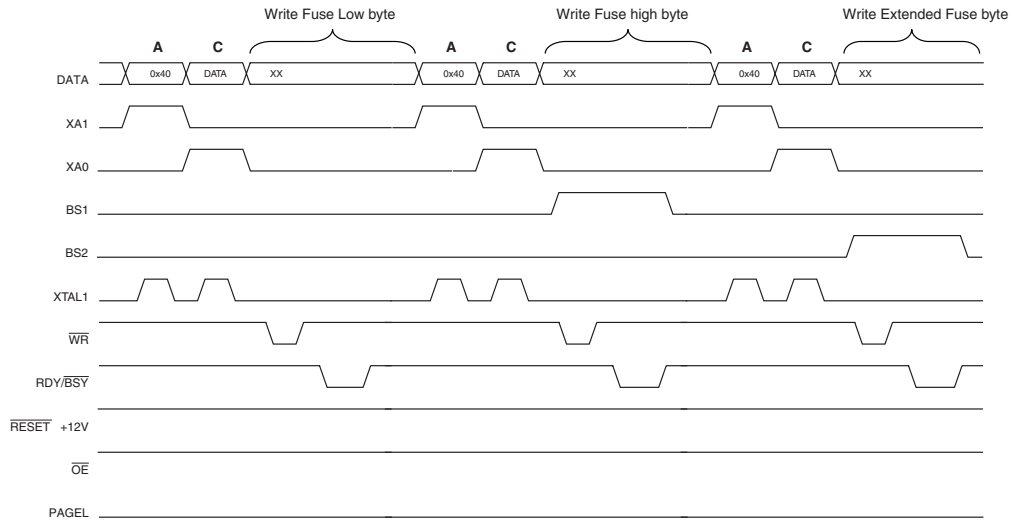 Write Fuse Low byte Write Fuse high byte Write Extended Fuse byte
A C A C A C
DATA 0x40 DATA XX 0x40 DATA XX 0x40 DATA XX
XA1
XA0
BS1
BS2
XTAL1
WR
RDY/BSY
RESET +12V
OE
PAGEL